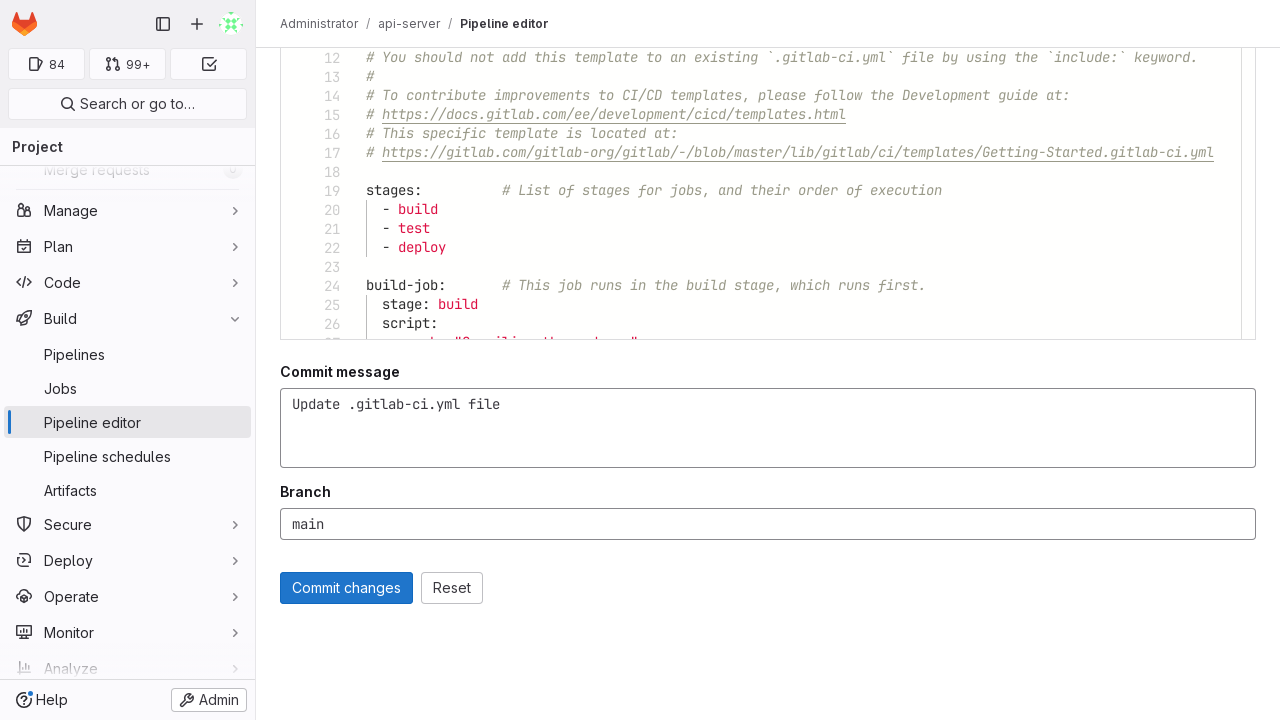 84
99+
Search or go to…
Project
Merge requests
Manage
Plan
Code
Build
Pipelines
Jobs
Pipeline editor
Pipeline schedules
Artifacts
Secure
Deploy
Operate
Monitor
Analyze
Help
Admin
Administrator / api-server / Pipeline editor
12 # You should not add this template to an existing `.gitlab-ci.yml` file by using the `include:` keyword.
13 #
14 # To contribute improvements to CI/CD templates, please follow the Development guide at:
15 # https://docs.gitlab.com/ee/development/cicd/templates.html
16 # This specific template is located at:
17 # https://gitlab.com/gitlab-org/gitlab/-/blob/master/lib/gitlab/ci/templates/Getting-Started.gitlab-ci.yml
18
19 stages: # List of stages for jobs, and their order of execution
20 - build
21 - test
22 - deploy
23
24 build-job: # This job runs in the build stage, which runs first.
25 stage: build
26 script:
Commit message
Update .gitlab-ci.yml file
Branch
main
Commit changes
Reset